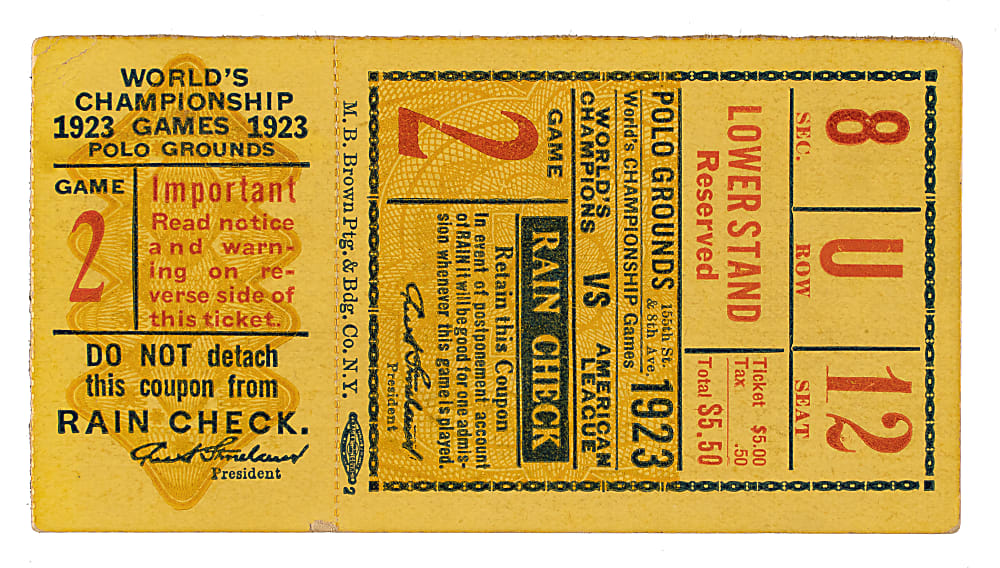 WORLD'S
CHAMPIONSHIP
1923 GAMES 1923
POLO GROUNDS
GAME
2
Important
Read notice
and warn-
ing on re-
verse side of
this ticket.
DO NOT detach
this coupon from
RAIN CHECK.
President
M. B. Brown Ptg. & Bdg. Co. N.Y.
2
8
SEC.
U
ROW
12
SEAT
LOWER STAND
Reserved
Ticket $5.00
Tax .50
Total $5.50
POLO GROUNDS 155th St. & 8th Ave. 1923
World's CHAMPIONSHIP Games
WORLD'S CHAMPIONS VS AMERICAN LEAGUE
GAME
2
RAIN CHECK
Retain this Coupon
In event of postponement account
of RAIN it will be good for one admis-
sion whenever this game is played.
President